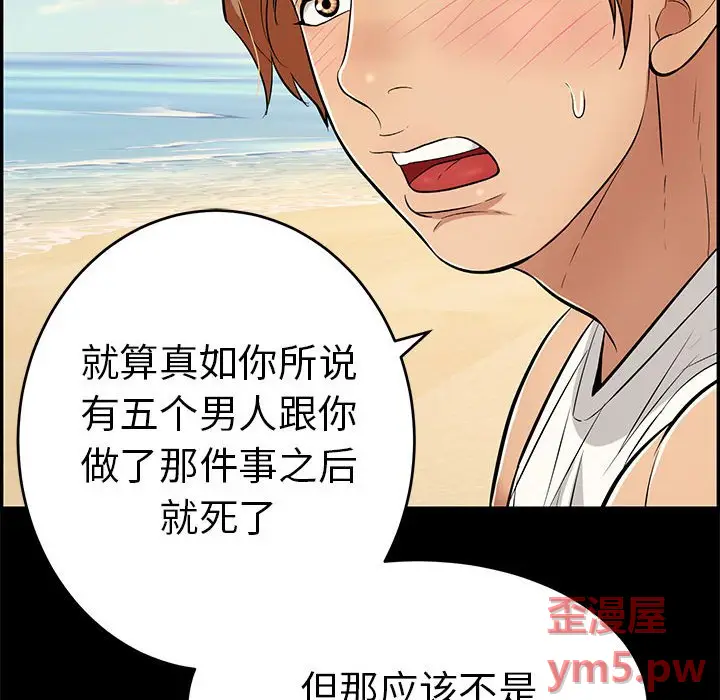 就算真如你所说
有五个男人跟你
做了那件事之后
就死了
但那应该不是
歪漫屋
ym5.pw